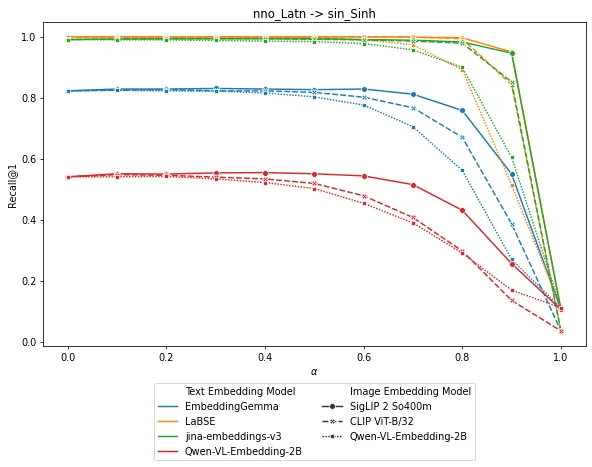 nno_Latn -> sin_Sinh
Recall@1
1.0
0.8
0.6
0.4
0.2
0.0
0.0 0.2 0.4 0.6 0.8 1.0
α
Text Embedding Model
EmbeddingGemma
LaBSE
jina-embeddings-v3
Qwen-VL-Embedding-2B
Image Embedding Model
SigLIP 2 So400m
CLIP ViT-B/32
Qwen-VL-Embedding-2B